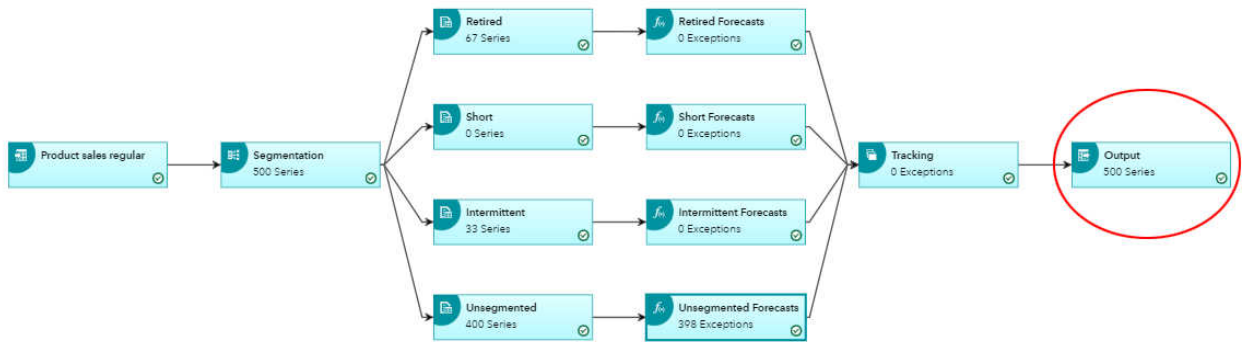 Retired
67 Series
Retired Forecasts
0 Exceptions
Short
0 Series
Short Forecasts
0 Exceptions
Product sales regular
Segmentation
500 Series
Tracking
0 Exceptions
Output
500 Series
Intermittent
33 Series
Intermittent Forecasts
0 Exceptions
Unsegmented
400 Series
Unsegmented Forecasts
398 Exceptions